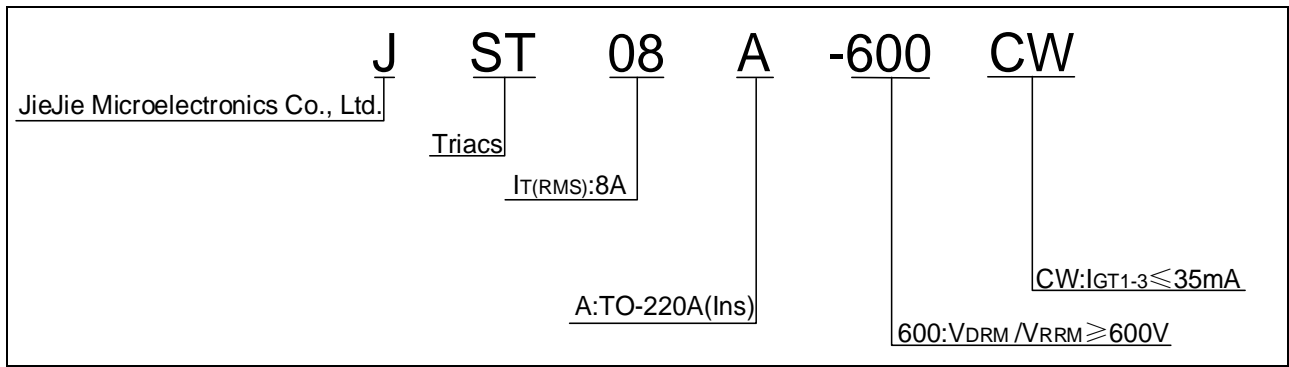 J ST 08 A -600 CW
JieJie Microelectronics Co., Ltd.
Triacs
IT(RMS):8A
CW:IGT1-3≤35mA
A:TO-220A(Ins)
600:VDRM /VRRM≥600V